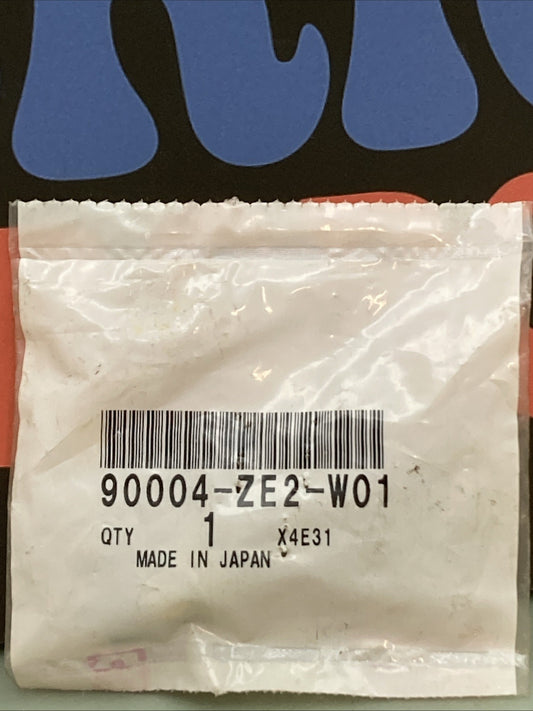 90004-ZE2-W01
QTY 1 X4E31
MADE IN JAPAN